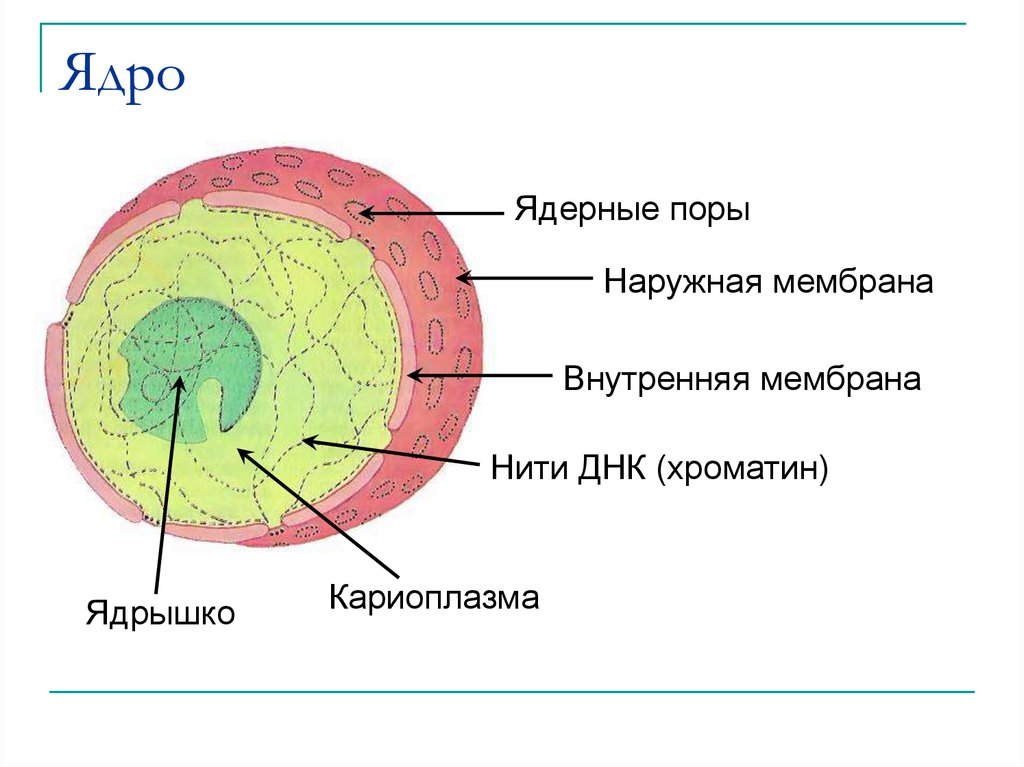 Ядро
Ядерные поры
Наружная мембрана
Внутренняя мембрана
Нити ДНК (хроматин)
Кариоплазма
Ядрышко